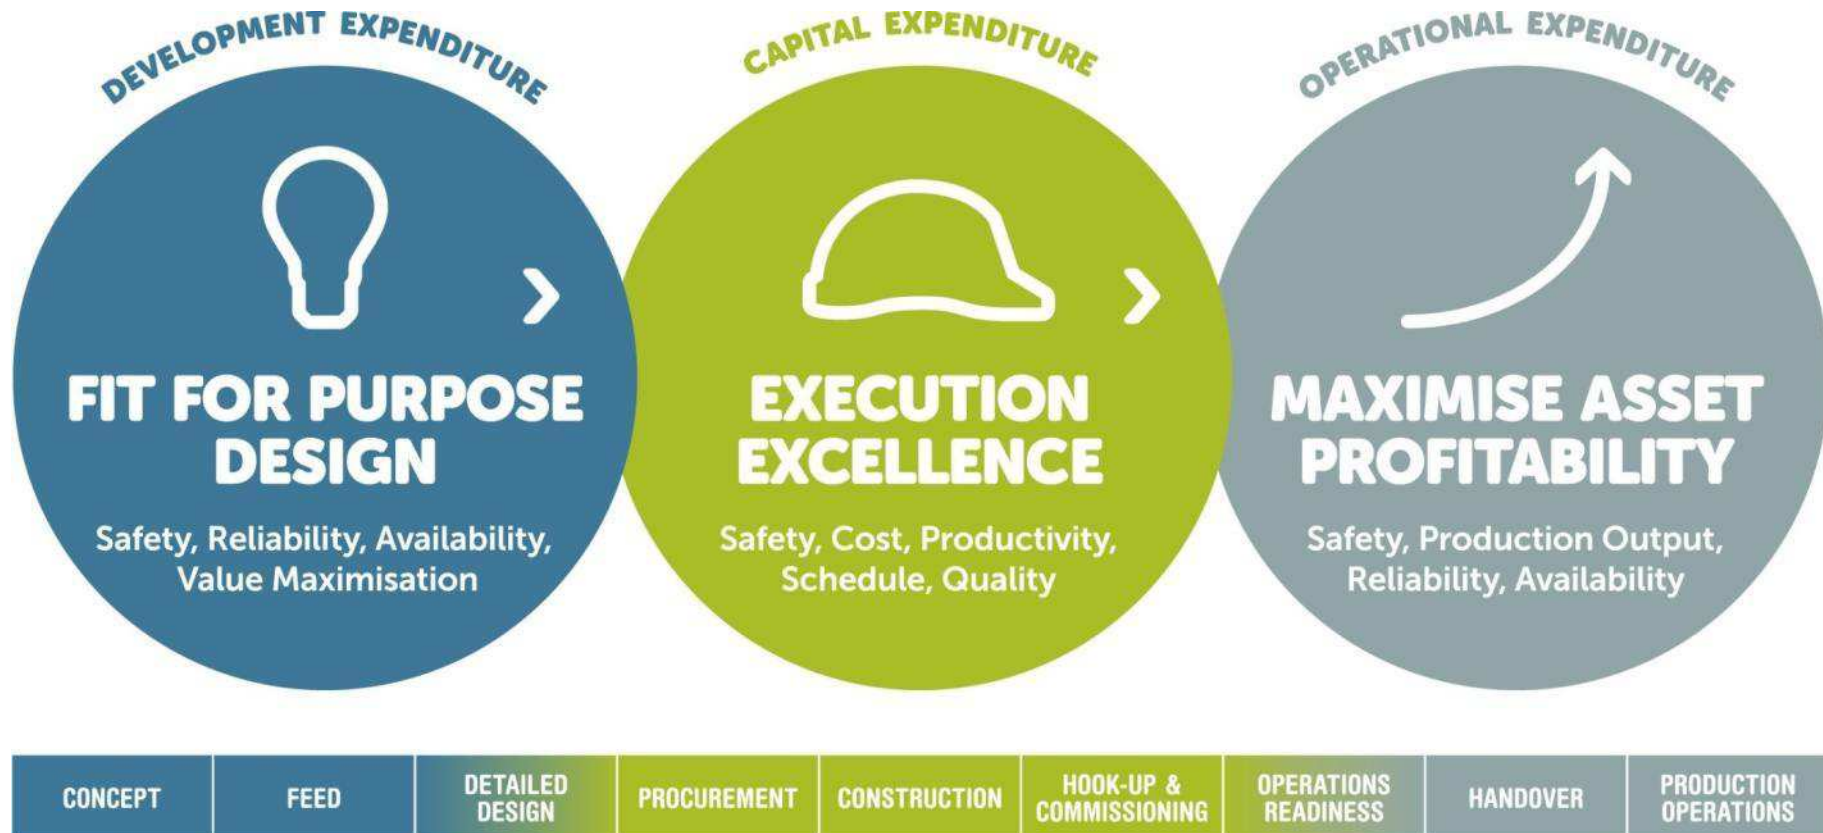 DEVELOPMENT EXPENDITURE
FIT FOR PURPOSE
DESIGN
Safety, Reliability, Availability,
Value Maximisation
CAPITAL EXPENDITURE
EXECUTION
EXCELLENCE
Safety, Cost, Productivity,
Schedule, Quality
OPERATIONAL EXPENDITURE
MAXIMISE ASSET
PROFITABILITY
Safety, Production Output,
Reliability, Availability
CONCEPT
FEED
DETAILED
DESIGN
PROCUREMENT
CONSTRUCTION
HOOK-UP &
COMMISSIONING
OPERATIONS
READINESS
HANDOVER
PRODUCTION
OPERATIONS